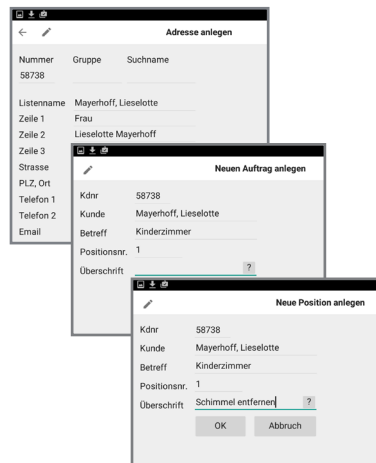 Adresse anlegen
Nummer Gruppe Suchname
58738
Listenname Mayerhoff, Lieselotte
Zeile 1 Frau
Zeile 2 Lieselotte Mayerhoff
Zeile 3
Strasse
PLZ, Ort
Telefon 1
Telefon 2
Email
Neuen Auftrag anlegen
Kdnr 58738
Kunde Mayerhoff, Lieselotte
Betreff Kinderzimmer
Positionsnr. 1
Überschrift ?
Neue Position anlegen
Kdnr 58738
Kunde Mayerhoff, Lieselotte
Betreff Kinderzimmer
Positionsnr. 1
Überschrift Schimmel entfernen ?
OK Abbruch